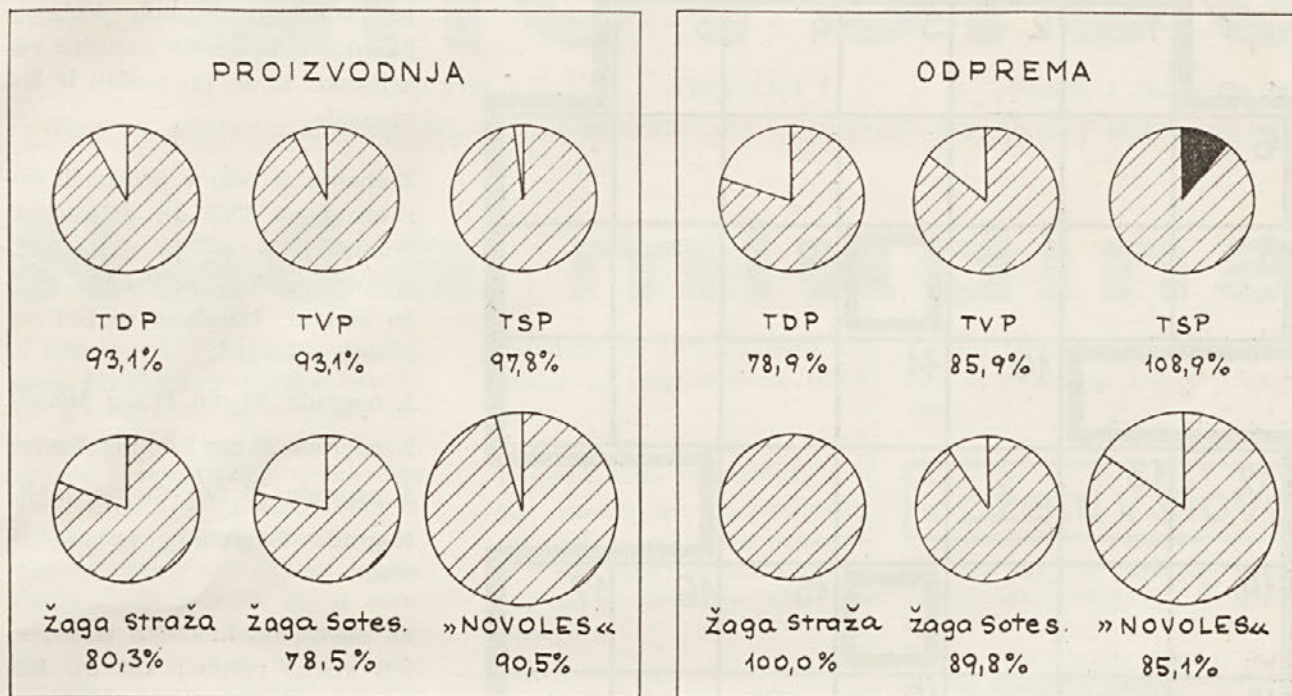 PROIZVODNJA
TDP TVP TSP
93,1% 93,1% 97,8%
Žaga Straža Žaga Sotes. »NOVOLES«
80,3% 78,5% 90,5%
ODPREMA
TDP TVP TSP
78,9% 85,9% 108,9%
Žaga Straža Žaga Sotes. »NOVOLES«
100,0% 89,8% 85,1%